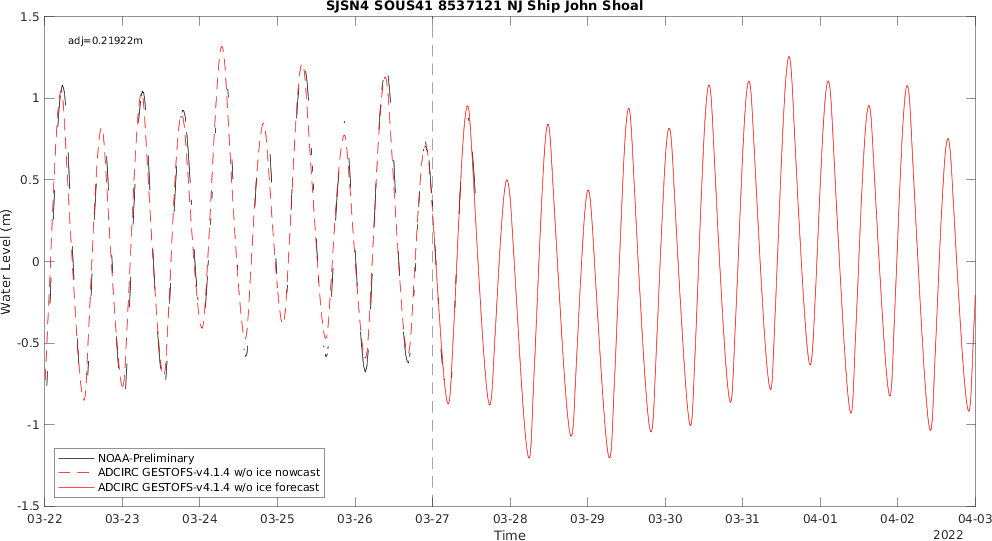 SJSN4 SOUS41 8537121 NJ Ship John Shoal
adj=0.21922m
1.5
1
0.5
0
-0.5
-1
-1.5
Water Level (m)
NOAA-Preliminary
ADCIRC GESTOFS-v4.1.4 w/o ice nowcast
ADCIRC GESTOFS-v4.1.4 w/o ice forecast
03-22 03-23 03-24 03-25 03-26 03-27 03-28 03-29 03-30 03-31 04-01 04-02 04-03
Time
2022